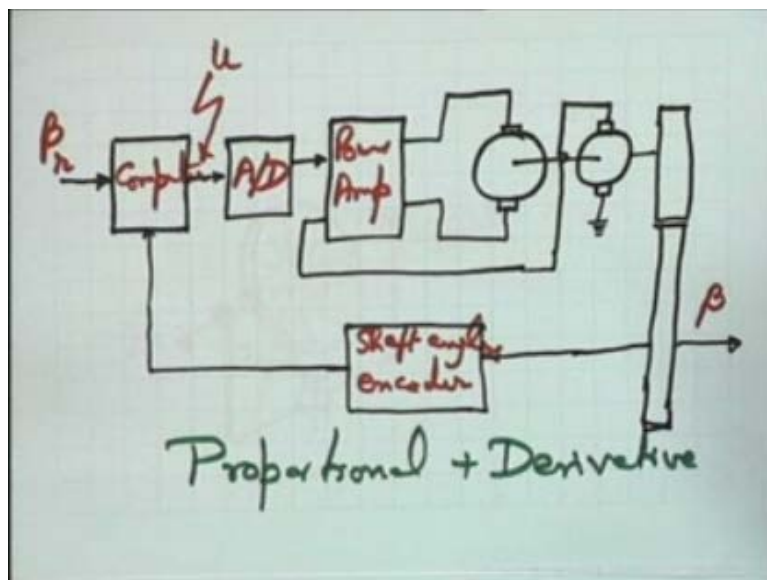 u
βr
Computer
A/D
Pow
Amp
β
Shaft angle
encoder
Proportional + Derivative